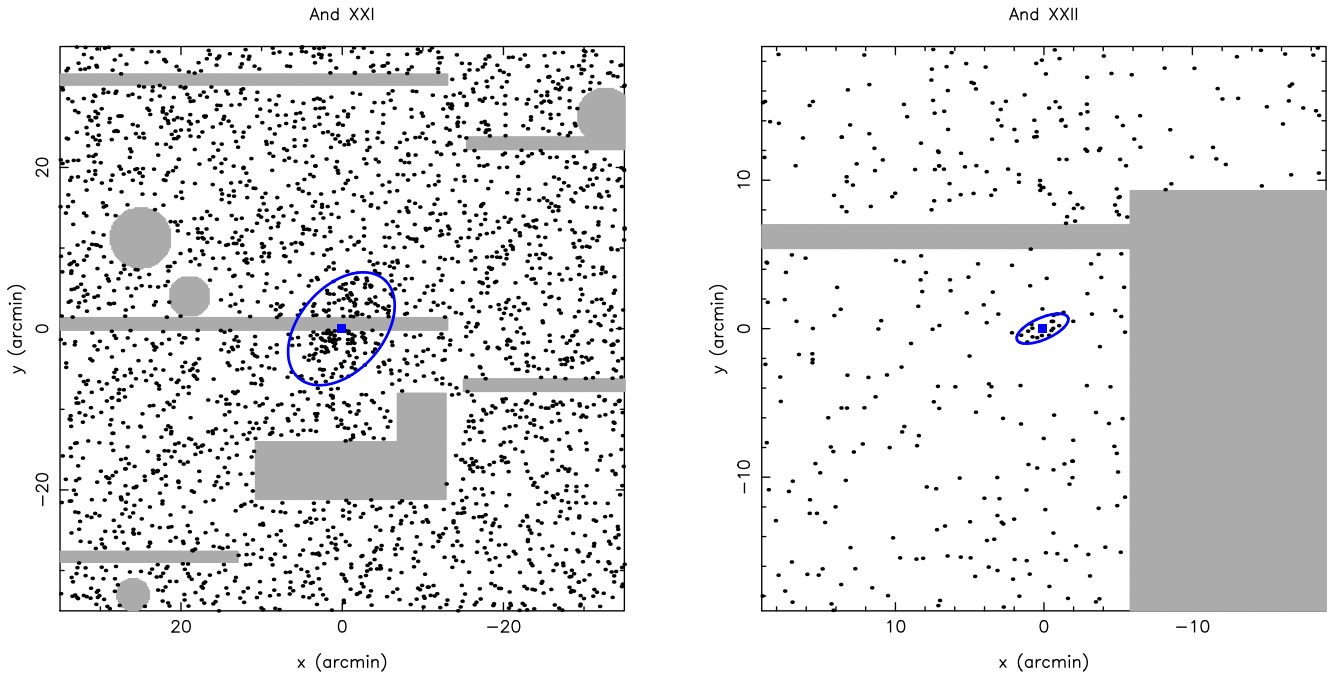 And XXI
And XXII
y (arcmin)
20
0
−20
20
0
−20
x (arcmin)
y (arcmin)
10
0
−10
10
0
−10
x (arcmin)